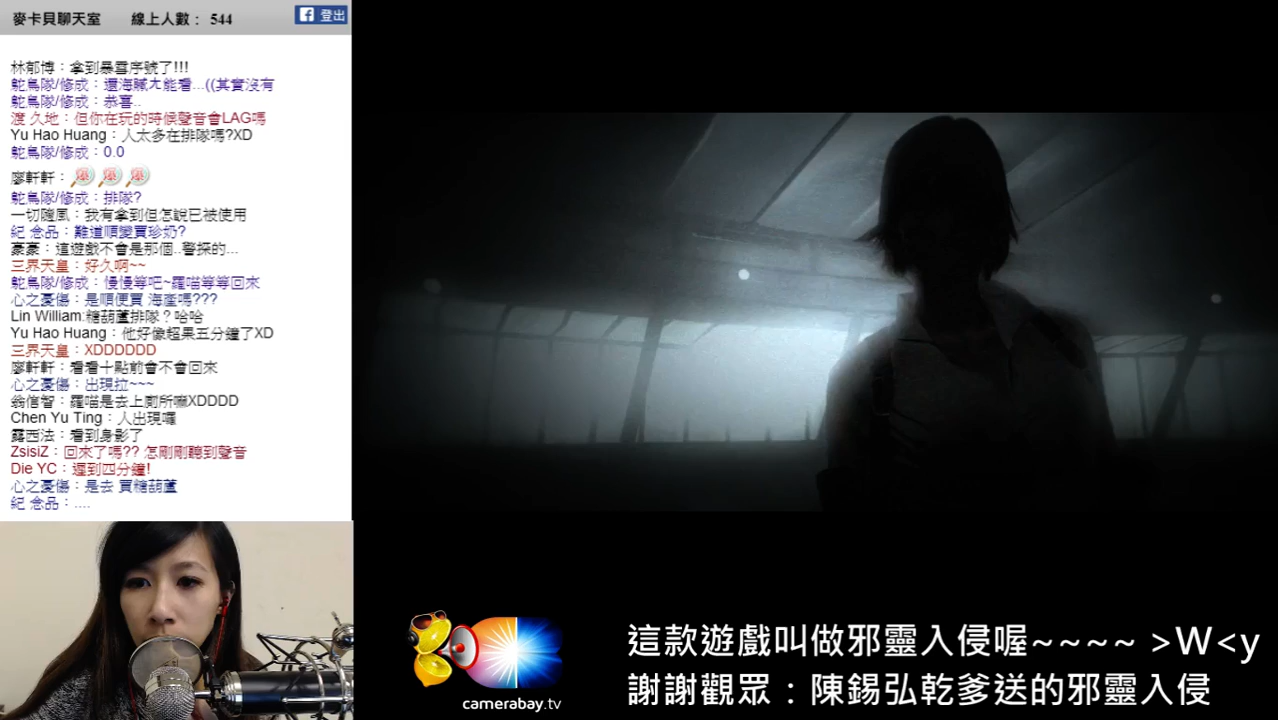 麥卡貝聊天室 線上人數： 544
登出
林郁博：拿到暴雪序號了!!!
鴕鳥隊/修成：還海賊ㄤ能看...((其實沒有
鴕鳥隊/修成：恭喜..
渡 久地：但你在玩的時候聲音會LAG嗎
Yu Hao Huang：人太多在排隊嗎?XD
鴕鳥隊/修成：0.0
廖軒軒：
鴕鳥隊/修成：排隊?
一切隨風：我有拿到但怎說已被使用
紀 念品：難道順變買珍奶?
豪豪：這遊戲不會是那個..警探的...
三界天皇：好久啊~~
鴕鳥隊/修成：慢慢等吧~羅喵等等回來
心之憂傷：是順便買 海產嗎???
Lin William:糖葫蘆排隊？哈哈
Yu Hao Huang：他好像超果五分鐘了XD
三界天皇：XDDDDDD
廖軒軒：看看十點前會不會回來
心之憂傷：出現拉~~~
翁信智：羅喵是去上廁所嘛XDDDD
Chen Yu Ting：人出現囉
露西法：看到身影了
ZsisiZ：回來了嗎?? 怎剛剛聽到聲音
Die YC：遲到四分鐘!
心之憂傷：是去 買糖葫蘆
紀 念品：....
camerabay.tv
這款遊戲叫做邪靈入侵喔~~~~ >W<y
謝謝觀眾：陳錫弘乾爹送的邪靈入侵